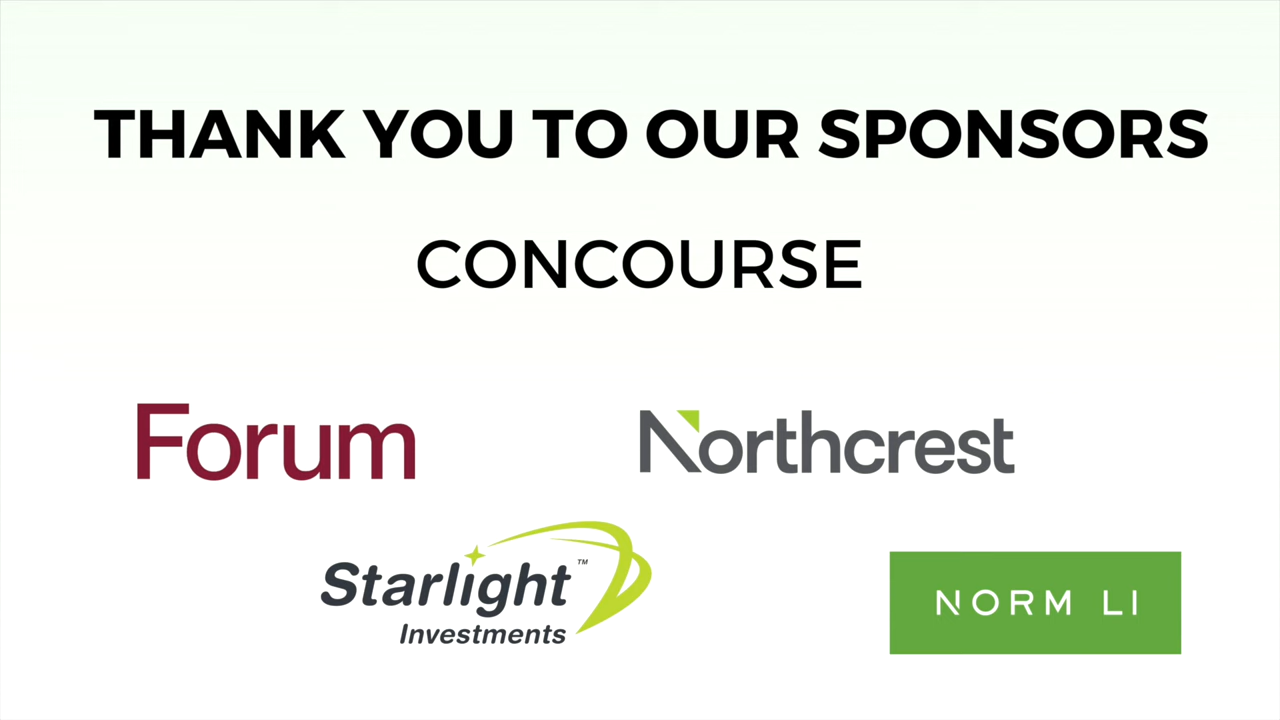 THANK YOU TO OUR SPONSORS
CONCOURSE
Forum
Northcrest
Starlight™
Investments
NORM LI